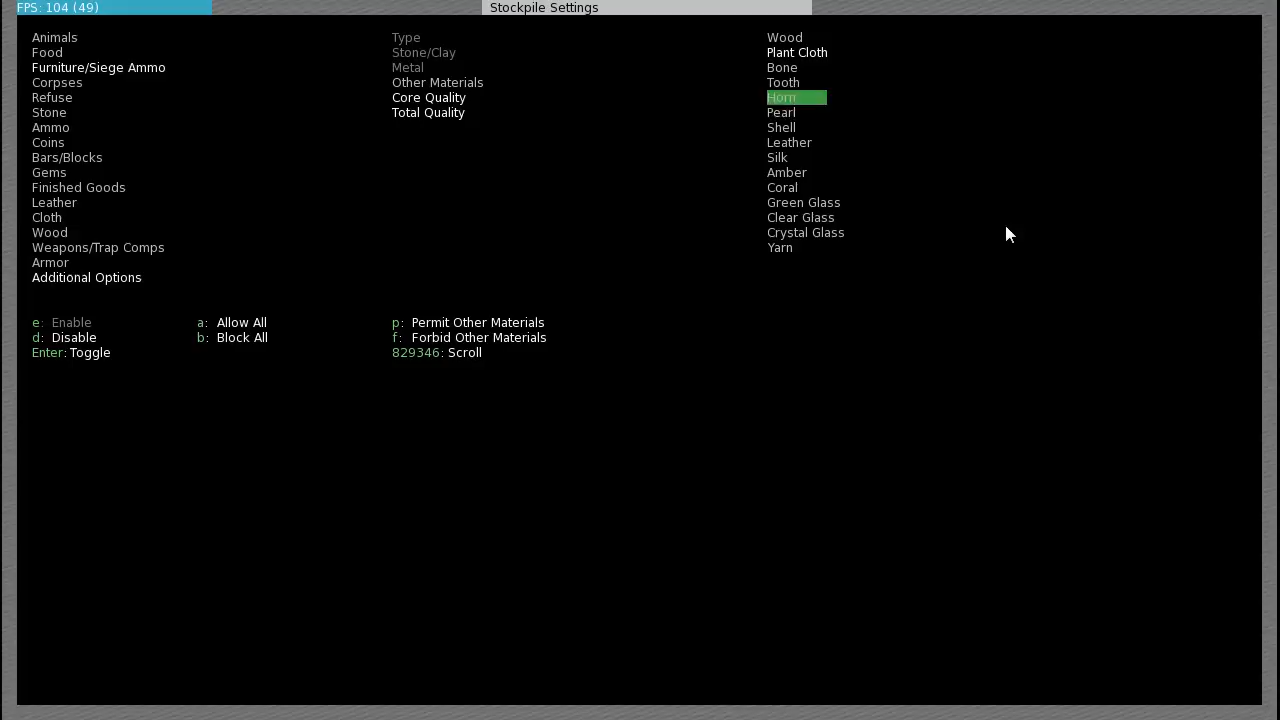 FPS: 104 (49)
Stockpile Settings
Animals
Food
Furniture/Siege Ammo
Corpses
Refuse
Stone
Ammo
Coins
Bars/Blocks
Gems
Finished Goods
Leather
Cloth
Wood
Weapons/Trap Comps
Armor
Additional Options
Type
Stone/Clay
Metal
Other Materials
Core Quality
Total Quality
Wood
Plant Cloth
Bone
Tooth
Horn
Pearl
Shell
Leather
Silk
Amber
Coral
Green Glass
Clear Glass
Crystal Glass
Yarn
e: Enable
d: Disable
Enter: Toggle
a: Allow All
b: Block All
p: Permit Other Materials
f: Forbid Other Materials
829346: Scroll